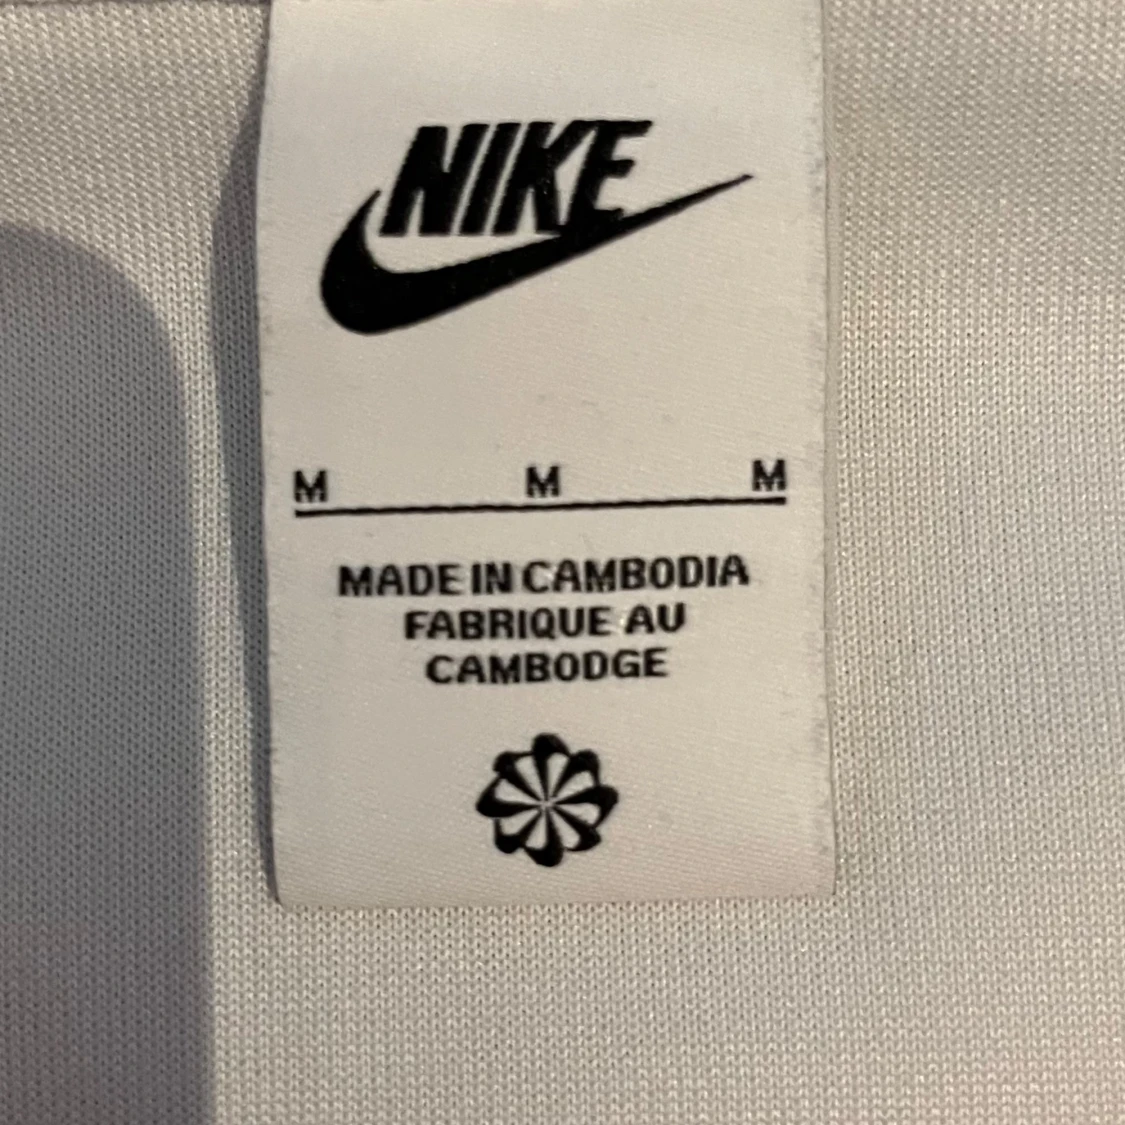 NIKE
M M M
MADE IN CAMBODIA
FABRIQUE AU
CAMBODGE